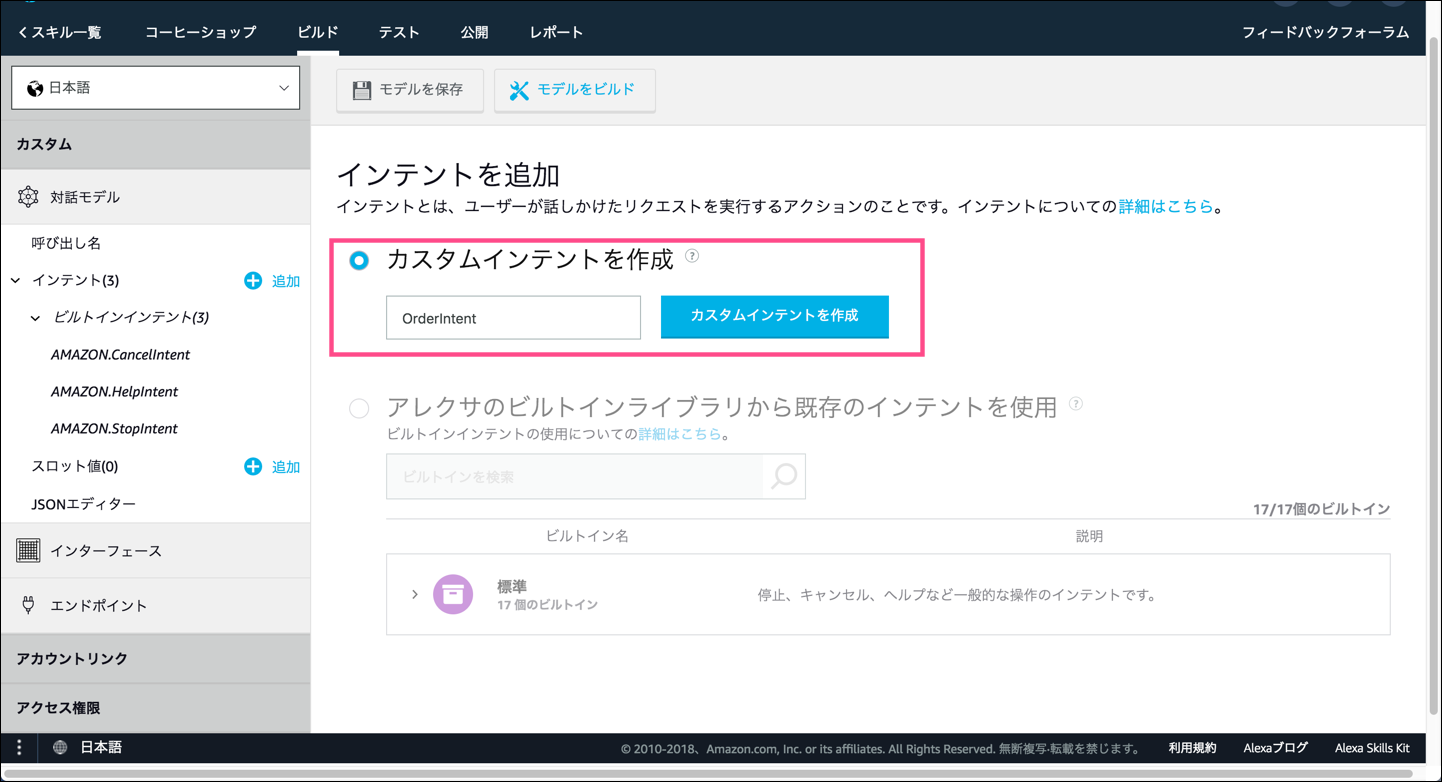 スキル一覧 コーヒーショップ ビルド テスト 公開 レポート フィードバックフォーラム
日本語
モデルを保存 モデルをビルド
カスタム
対話モデル
呼び出し名
インテント(3) 追加
ビルトインインテント(3)
AMAZON.CancelIntent
AMAZON.HelpIntent
AMAZON.StopIntent
スロット値(0) 追加
JSONエディター
インターフェース
エンドポイント
アカウントリンク
アクセス権限
インテントを追加
インテントとは、ユーザーが話しかけたリクエストを実行するアクションのことです。インテントについての詳細はこちら。
カスタムインテントを作成 ?
OrderIntent カスタムインテントを作成
アレクサのビルトインライブラリから既存のインテントを使用 ?
ビルトインインテントの使用についての詳細はこちら。
ビルトインを検索
17/17個のビルトイン
ビルトイン名 説明
標準
17 個のビルトイン
停止、キャンセル、ヘルプなど一般的な操作のインテントです。
日本語 © 2010-2018、Amazon.com, Inc. or its affiliates. All Rights Reserved. 無断複写·転載を禁じます。 利用規約 Alexaブログ Alexa Skills Kit